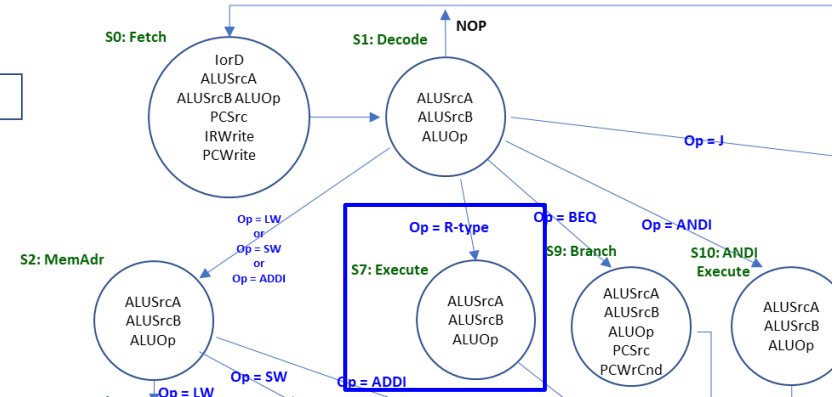 NOP
S0: Fetch
S1: Decode
IorD
ALUSrcA
ALUSrcB ALUOp
PCSrc
IRWrite
PCWrite
ALUSrcA
ALUSrcB
ALUOp
Op = J
Op = LW
or
Op = SW
or
Op = ADDI
Op = R-type
Op = BEQ
Op = ANDI
S2: MemAdr
S7: Execute
S9: Branch
S10: ANDI
Execute
ALUSrcA
ALUSrcB
ALUOp
ALUSrcA
ALUSrcB
ALUOp
ALUSrcA
ALUSrcB
ALUOp
PCSrc
PCWrCnd
ALUSrcA
ALUSrcB
ALUOp
Op = LW
Op = SW
Op = ADDI